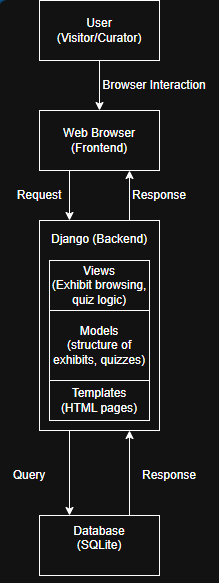 User
(Visitor/Curator)
Browser Interaction
Web Browser
(Frontend)
Request
Response
Django (Backend)
Views
(Exhibit browsing,
quiz logic)
Models
(structure of
exhibits, quizzes)
Templates
(HTML pages)
Query
Response
Database
(SQLite)